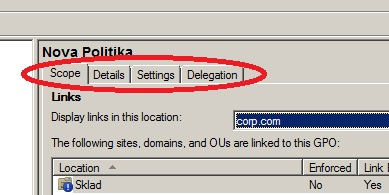 Nova Politika
Scope Details Settings Delegation
Links
Display links in this location: corp.com
The following sites, domains, and OUs are linked to this GPO:
Location Enforced Link
Sklad No Yes